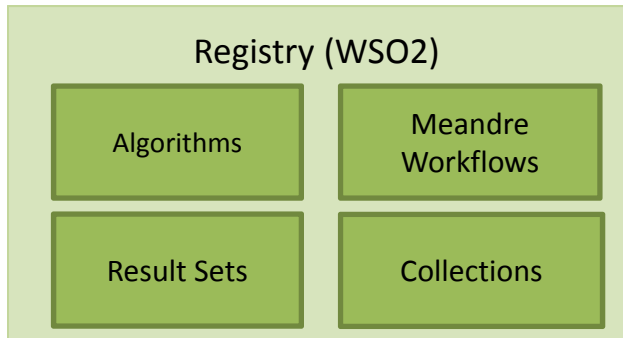 Registry (WSO2)
Algorithms
Meandre
Workflows
Result Sets
Collections